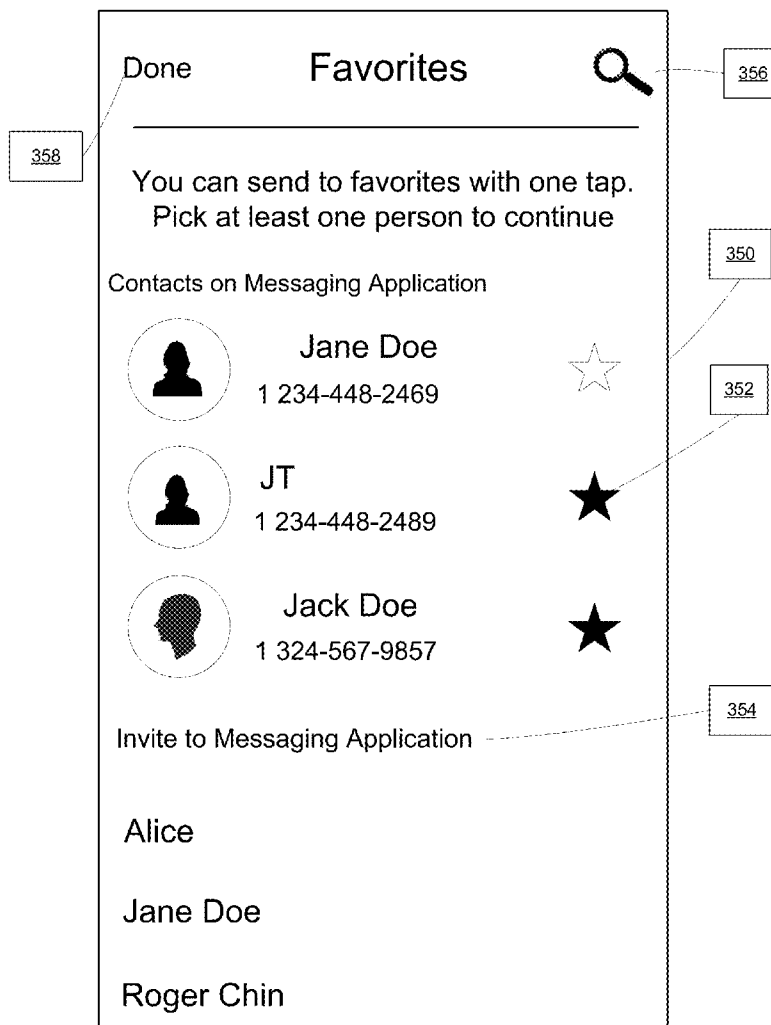 Done
Favorites
356
358
You can send to favorites with one tap.
Pick at least one person to continue
350
Contacts on Messaging Application
Jane Doe
1 234-448-2469
352
JT
1 234-448-2489
Jack Doe
1 324-567-9857
354
Invite to Messaging Application
Alice
Jane Doe
Roger Chin